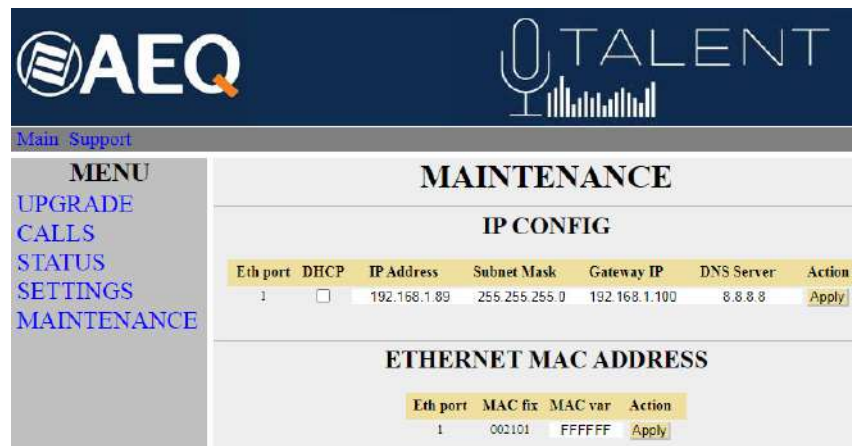 AEQ
TALENT
Main Support
MENU
UPGRADE
CALLS
STATUS
SETTINGS
MAINTENANCE
MAINTENANCE
IP CONFIG
Eth port DHCP IP Address Subnet Mask Gateway IP DNS Server Action
1 192.168.1.89 255.255.255.0 192.168.1.100 8.8.8.8 Apply
ETHERNET MAC ADDRESS
Eth port MAC fix MAC var Action
1 002101 FFFFFF Apply